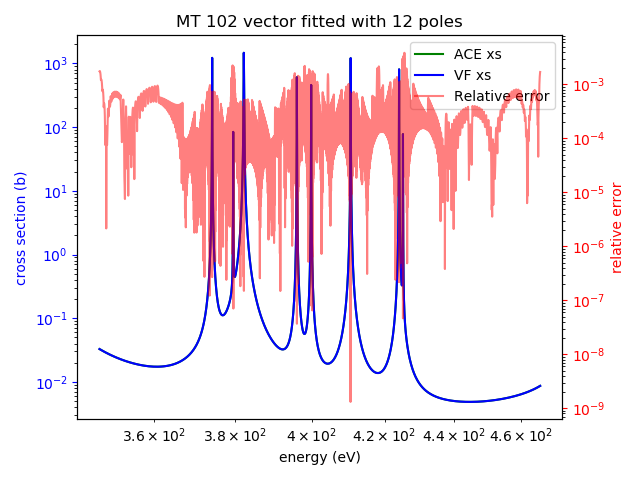 MT 102 vector fitted with 12 poles
ACE xs
VF xs
Relative error
cross section (b)
10³
10²
10¹
10⁰
10⁻¹
10⁻²
relative error
10⁻³
10⁻⁴
10⁻⁵
10⁻⁶
10⁻⁷
10⁻⁸
10⁻⁹
3.6 × 10² 3.8 × 10² 4 × 10² 4.2 × 10² 4.4 × 10² 4.6 × 10²
energy (eV)